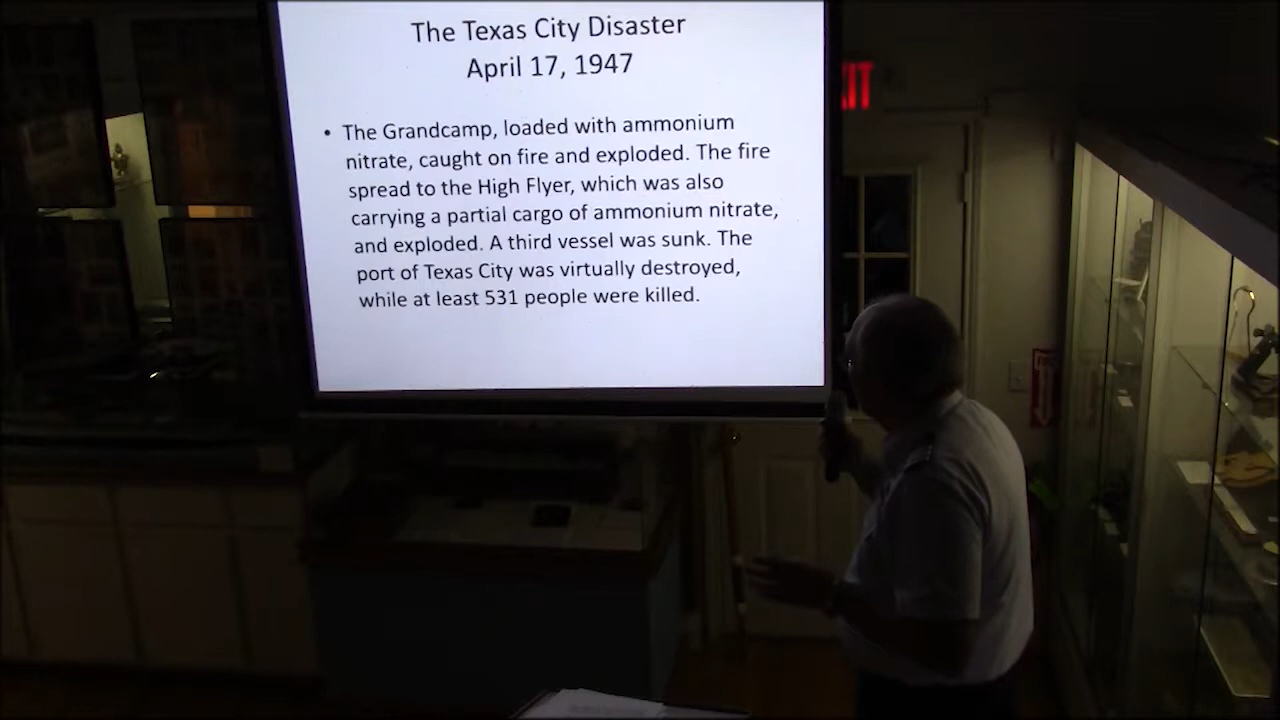 The Texas City Disaster
April 17, 1947
• The Grandcamp, loaded with ammonium
nitrate, caught on fire and exploded. The fire
spread to the High Flyer, which was also
carrying a partial cargo of ammonium nitrate,
and exploded. A third vessel was sunk. The
port of Texas City was virtually destroyed,
while at least 531 people were killed.
XIT